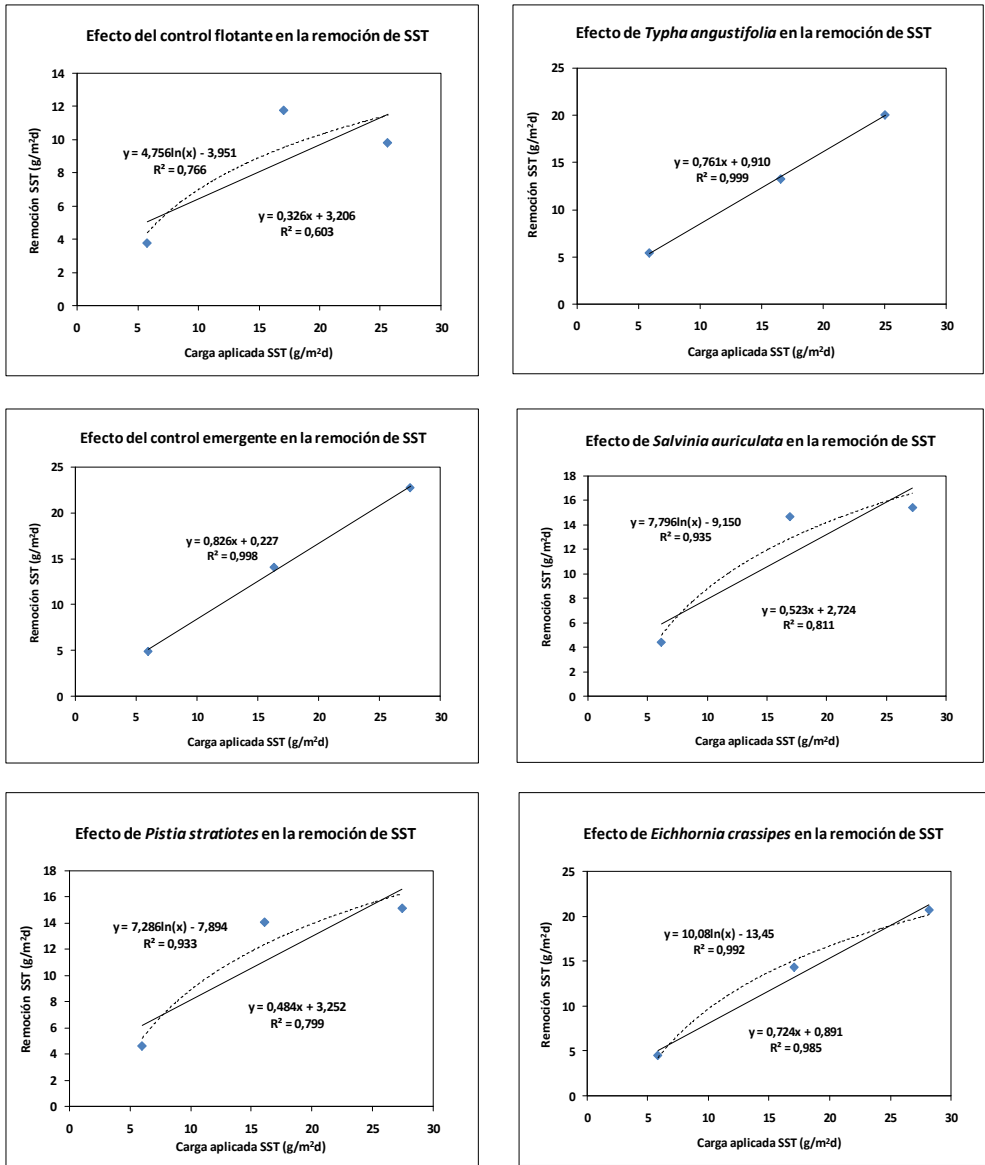 Efecto del control flotante en la remoción de SST
14
12
10
8
6
4
2
0
0 5 10 15 20 25 30
Remoción SST (g/m²d)
Carga aplicada SST (g/m²d)
y = 4,756ln(x) - 3,951
R² = 0,766
y = 0,326x + 3,206
R² = 0,603
Efecto de Typha angustifolia en la remoción de SST
25
20
15
10
5
0
0 5 10 15 20 25 30
Remoción SST (g/m²d)
Carga aplicada SST (g/m²d)
y = 0,761x + 0,910
R² = 0,999
Efecto del control emergente en la remoción de SST
25
20
15
10
5
0
0 5 10 15 20 25 30
Remoción SST (g/m²d)
Carga aplicada SST (g/m²d)
y = 0,826x + 0,227
R² = 0,998
Efecto de Salvinia auriculata en la remoción de SST
18
16
14
12
10
8
6
4
2
0
0 5 10 15 20 25 30
Remoción SST (g/m²d)
Carga aplicada SST (g/m²d)
y = 7,796ln(x) - 9,150
R² = 0,935
y = 0,523x + 2,724
R² = 0,811
Efecto de Pistia stratiotes en la remoción de SST
18
16
14
12
10
8
6
4
2
0
0 5 10 15 20 25 30
Remoción SST (g/m²d)
Carga aplicada SST (g/m²d)
y = 7,286ln(x) - 7,894
R² = 0,933
y = 0,484x + 3,252
R² = 0,799
Efecto de Eichhornia crassipes en la remoción de SST
25
20
15
10
5
0
0 5 10 15 20 25 30
Remoción SST (g/m²d)
Carga aplicada SST (g/m²d)
y = 10,08ln(x) - 13,45
R² = 0,992
y = 0,724x + 0,891
R² = 0,985